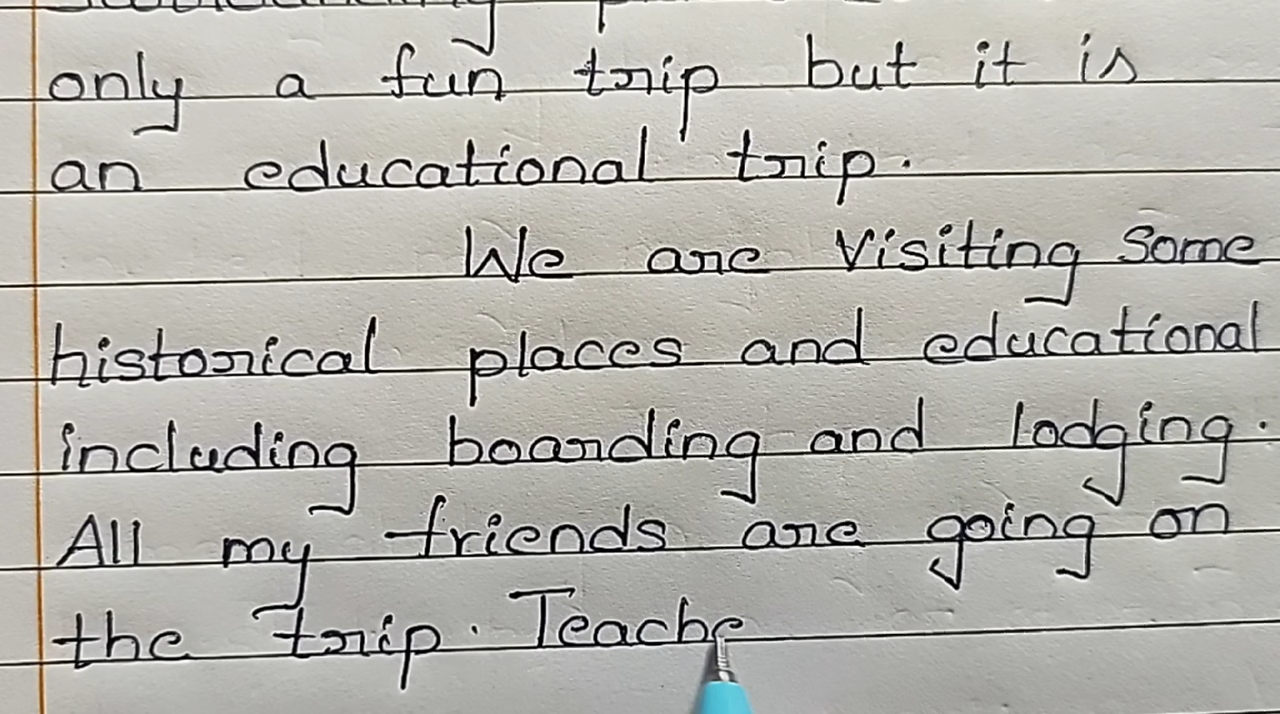 only a fun trip but it is
an educational trip.
We are Visiting Some
historical places and educational
including boarding and lodging.
All my friends are going on
the trip. Teache